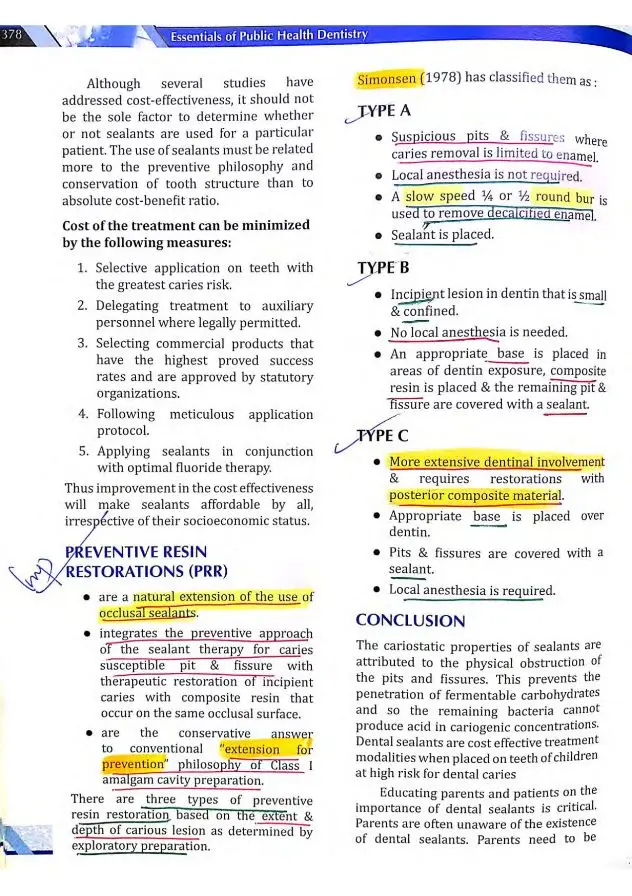 378
Essentials of Public Health Dentistry
Although several studies have
addressed cost-effectiveness, it should not
be the sole factor to determine whether
or not sealants are used for a particular
patient. The use of sealants must be related
more to the preventive philosophy and
conservation of tooth structure than to
absolute cost-benefit ratio.
Cost of the treatment can be minimized
by the following measures:
1. Selective application on teeth with
the greatest caries risk.
2. Delegating treatment to auxiliary
personnel where legally permitted.
3. Selecting commercial products that
have the highest proved success
rates and are approved by statutory
organizations.
4. Following meticulous application
protocol.
5. Applying sealants in conjunction
with optimal fluoride therapy.
Thus improvement in the cost effectiveness
will make sealants affordable by all,
irrespective of their socioeconomic status.
PREVENTIVE RESIN
RESTORATIONS (PRR)
• are a natural extension of the use of
occlusal sealants.
• integrates the preventive approach
of the sealant therapy for caries
susceptible pit & fissure with
therapeutic restoration of incipient
caries with composite resin that
occur on the same occlusal surface.
• are the conservative answer
to conventional "extension for
prevention" philosophy of Class I
amalgam cavity preparation.
There are three types of preventive
resin restoration based on the extent &
depth of carious lesion as determined by
exploratory preparation.
Simonsen (1978) has classified them as :
TYPE A
• Suspicious pits & fissures where
caries removal is limited to enamel.
• Local anesthesia is not required.
• A slow speed ¼ or ½ round bur is
used to remove decalcified enamel.
• Sealant is placed.
TYPE B
• Incipient lesion in dentin that is small
& confined.
• No local anesthesia is needed.
• An appropriate base is placed in
areas of dentin exposure, composite
resin is placed & the remaining pit &
fissure are covered with a sealant.
TYPE C
• More extensive dentinal involvement
& requires restorations with
posterior composite material.
• Appropriate base is placed over
dentin.
• Pits & fissures are covered with a
sealant.
• Local anesthesia is required.
CONCLUSION
The cariostatic properties of sealants are
attributed to the physical obstruction of
the pits and fissures. This prevents the
penetration of fermentable carbohydrates
and so the remaining bacteria cannot
produce acid in cariogenic concentrations.
Dental sealants are cost effective treatment
modalities when placed on teeth of children
at high risk for dental caries
Educating parents and patients on the
importance of dental sealants is critical.
Parents are often unaware of the existence
of dental sealants. Parents need to be